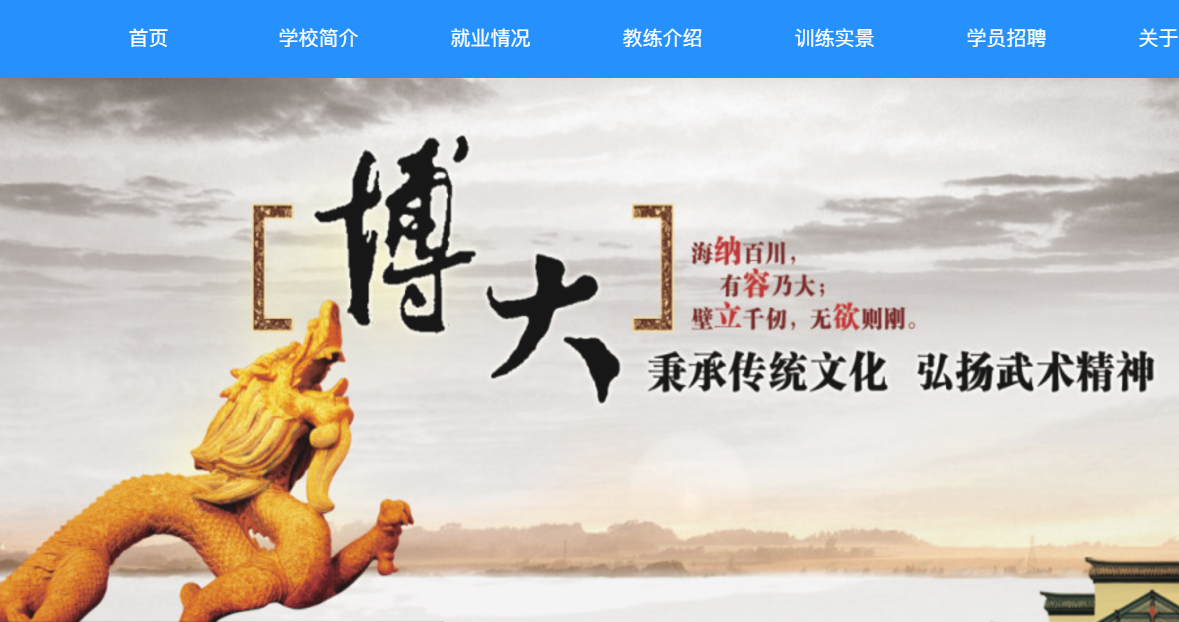 首页 学校简介 就业情况 教练介绍 训练实景 学员招聘 关于
博大
海纳百川，
有容乃大；
壁立千仞，无欲则刚。
秉承传统文化 弘扬武术精神